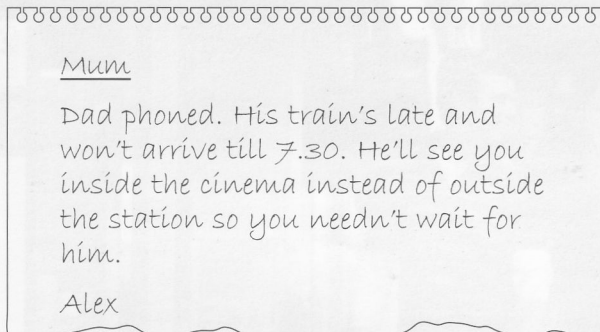 Mum
Dad phoned. His train's late and
won't arrive till 7.30. He'll see you
inside the cinema instead of outside
the station so you needn't wait for
him.
Alex